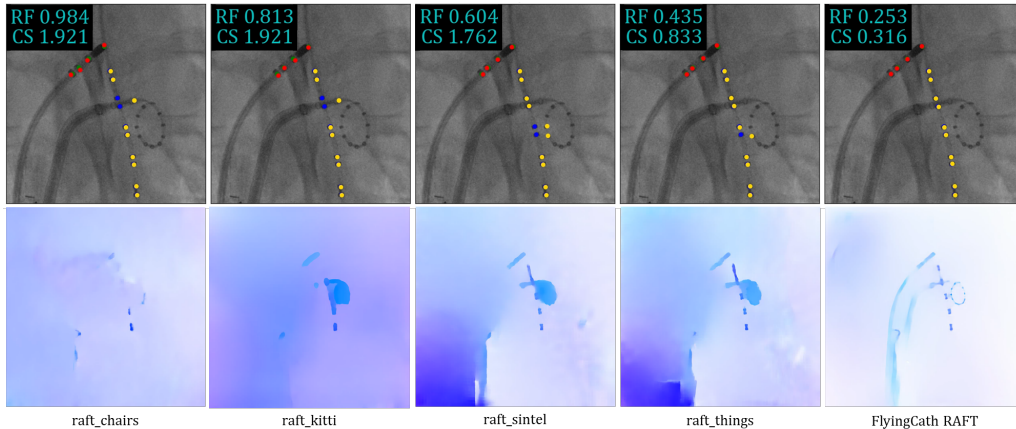 RF 0.984
CS 1.921
RF 0.813
CS 1.921
RF 0.604
CS 1.762
RF 0.435
CS 0.833
RF 0.253
CS 0.316
raft_chairs
raft_kitti
raft_sintel
raft_things
FlyingCath RAFT